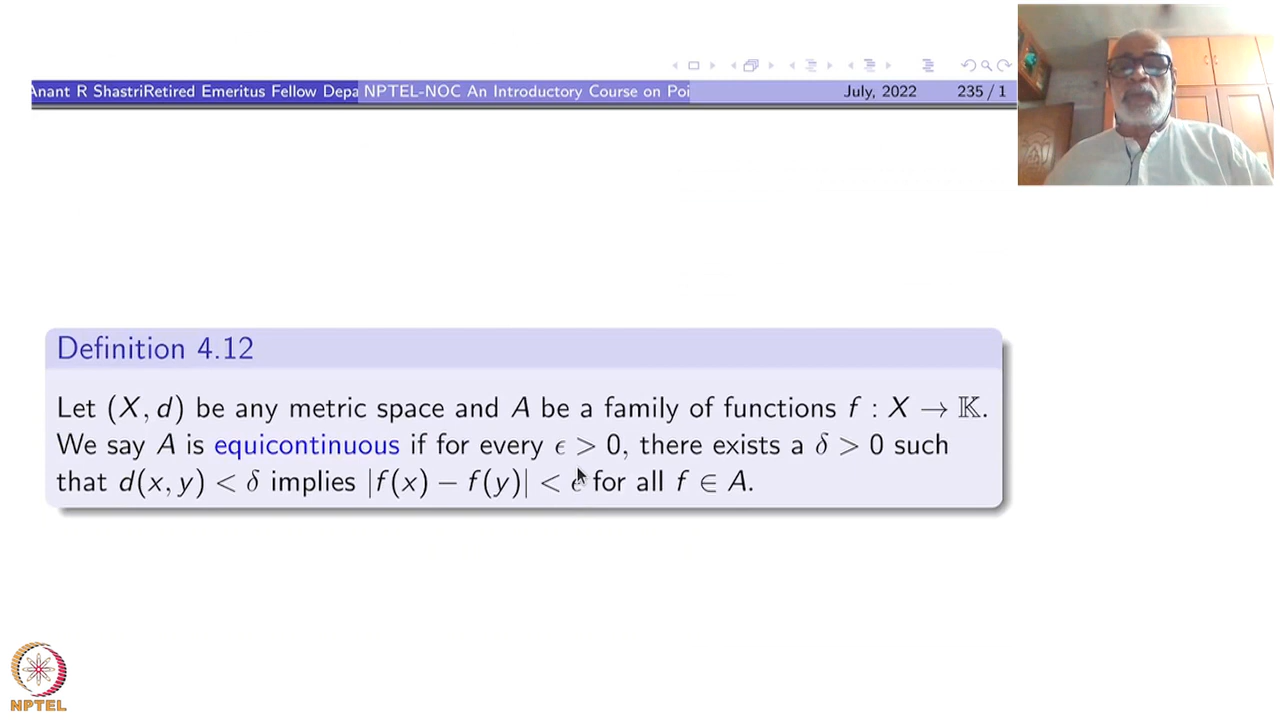 Anant R ShastriRetired Emeritus Fellow Depa NPTEL-NOC An Introductory Course on Poi July, 2022 235 / 1
Definition 4.12
Let (X, d) be any metric space and A be a family of functions f : X → 𝕂.
We say A is equicontinuous if for every ϵ > 0, there exists a δ > 0 such
that d(x, y) < δ implies |f(x) − f(y)| < ϵ for all f ∈ A.
NPTEL